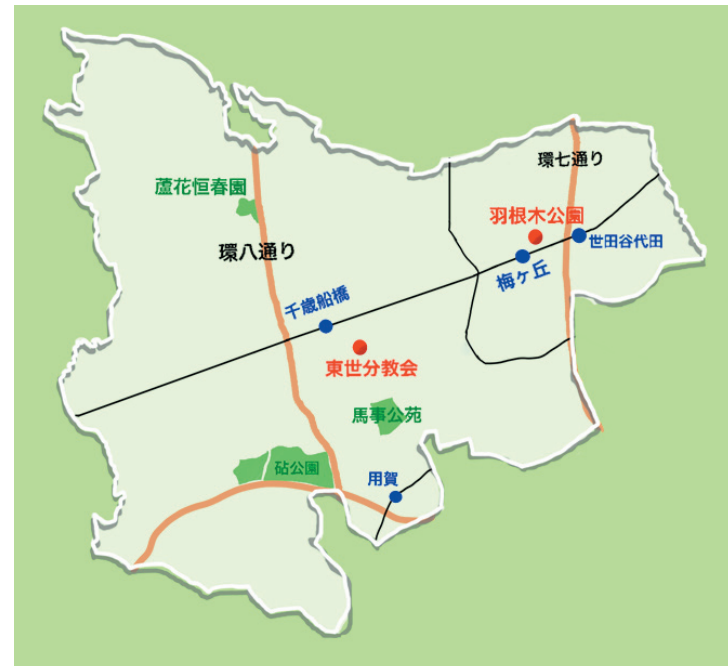 環七通り
蘆花恒春園
羽根木公園
世田谷代田
環八通り
梅ヶ丘
千歳船橋
東世分教会
馬事公苑
砧公園
用賀